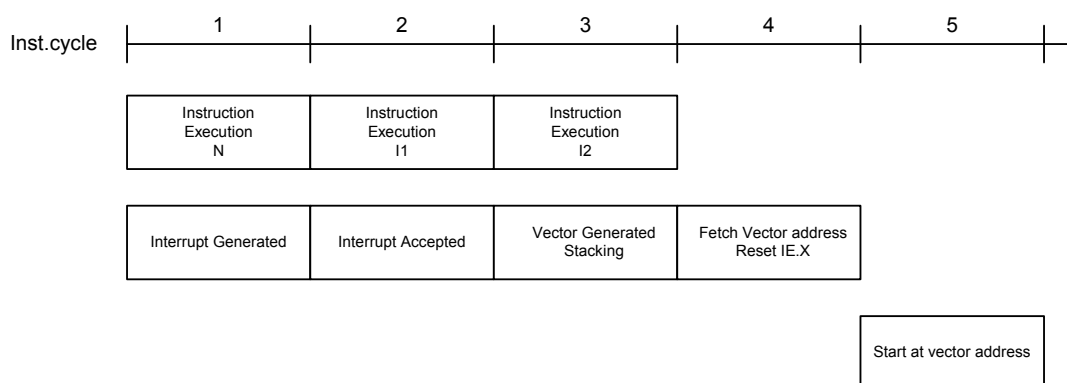 1 2 3 4 5
Inst.cycle
Instruction
Execution
N
Instruction
Execution
I1
Instruction
Execution
I2
Interrupt Generated
Interrupt Accepted
Vector Generated
Stacking
Fetch Vector address
Reset IE.X
Start at vector address